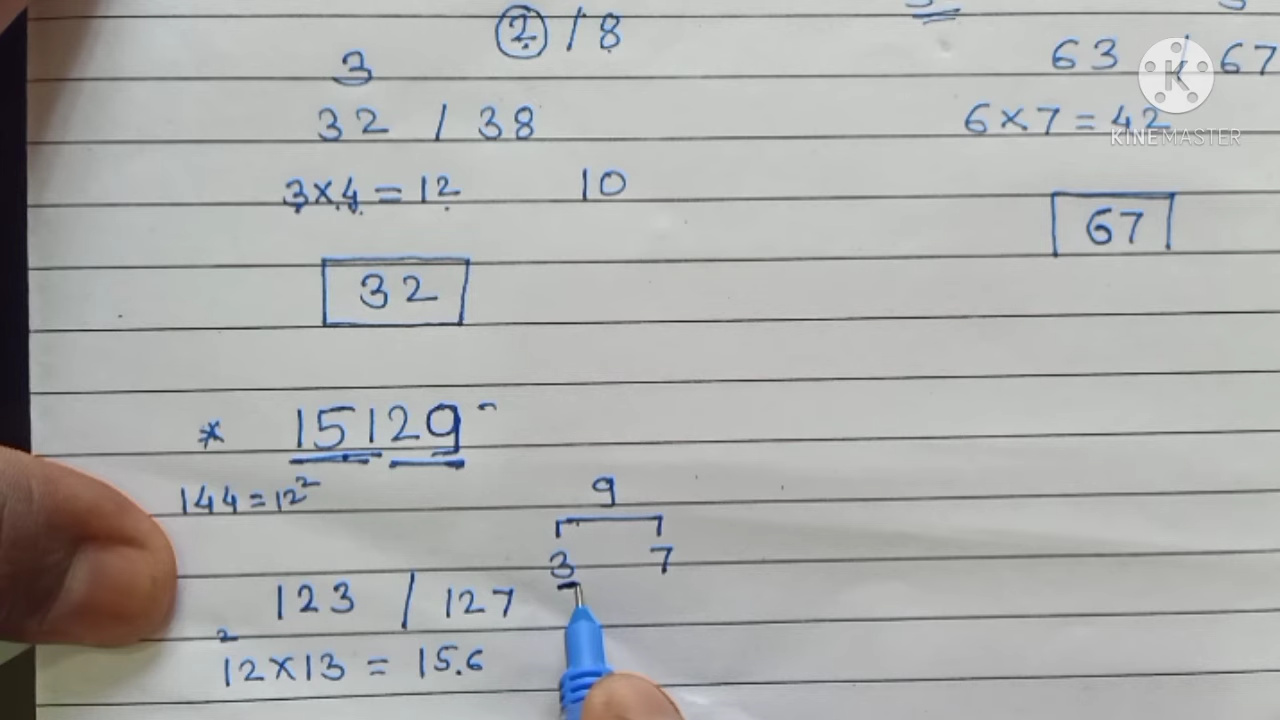 ② / 8
3
32 / 38
3×4 = 12 10
32
63 / 67
6×7 = 42
67
K
KINEMASTER
* 15129
144 = 12²
9
3 7
123 / 127
2
12×13 = 15.6